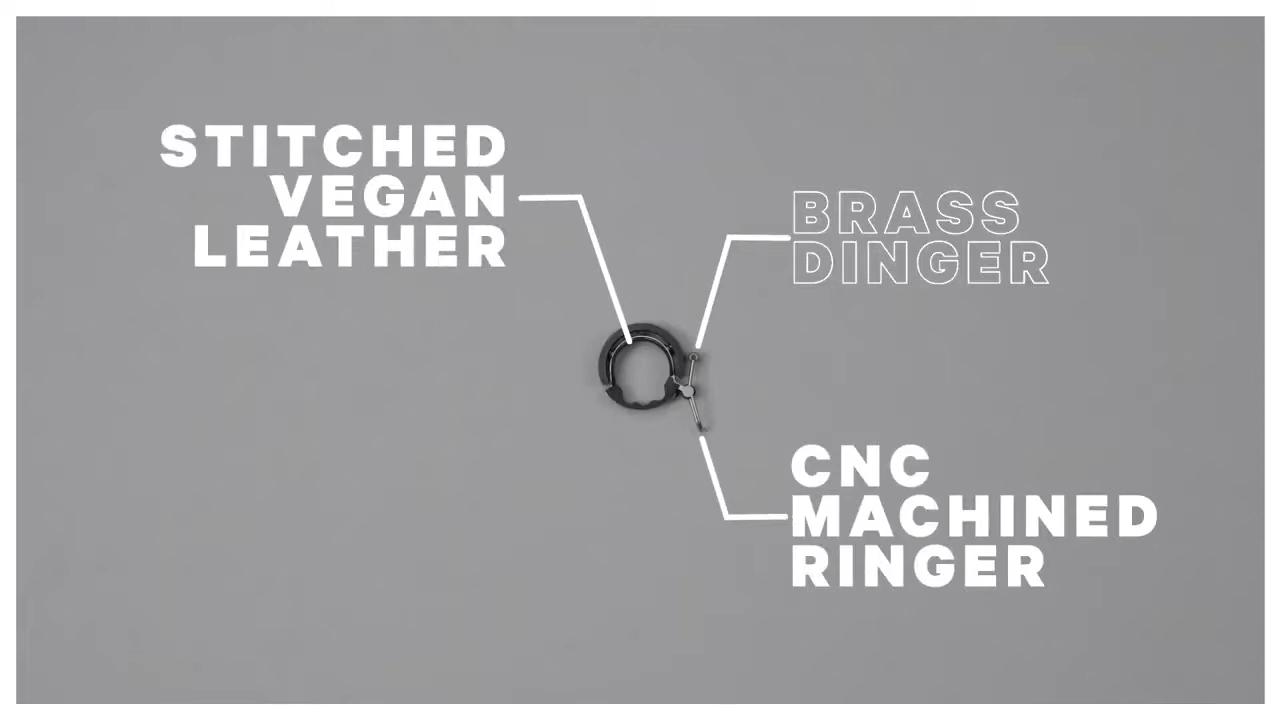 STITCHED
VEGAN
LEATHER
BRASS
DINGER
CNC
MACHINED
RINGER